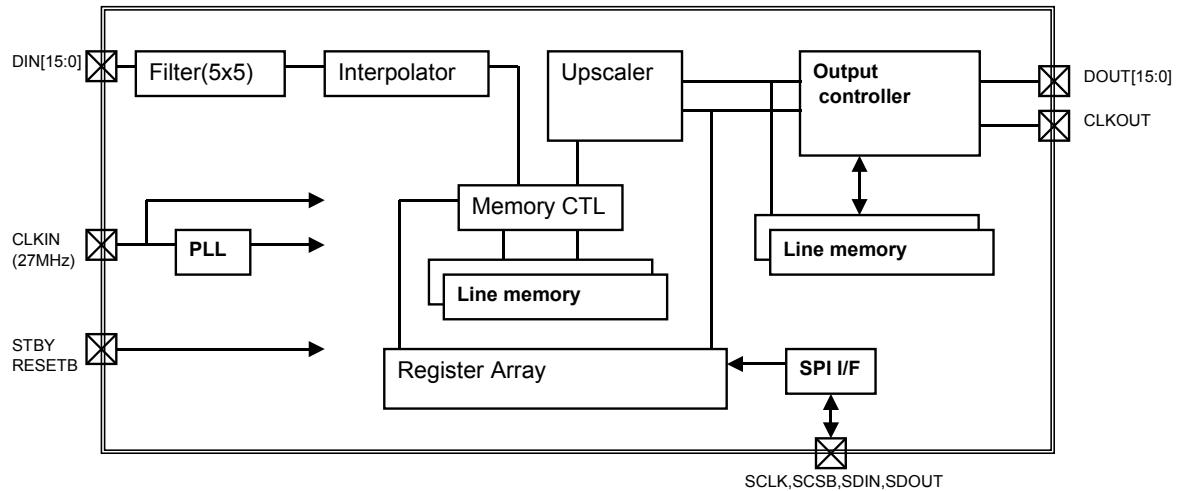 DIN[15:0]
Filter(5x5)
Interpolator
Upscaler
Output
controller
DOUT[15:0]
CLKOUT
Memory CTL
CLKIN
(27MHz)
PLL
Line memory
Line memory
STBY
RESETB
Register Array
SPI I/F
SCLK,SCSB,SDIN,SDOUT